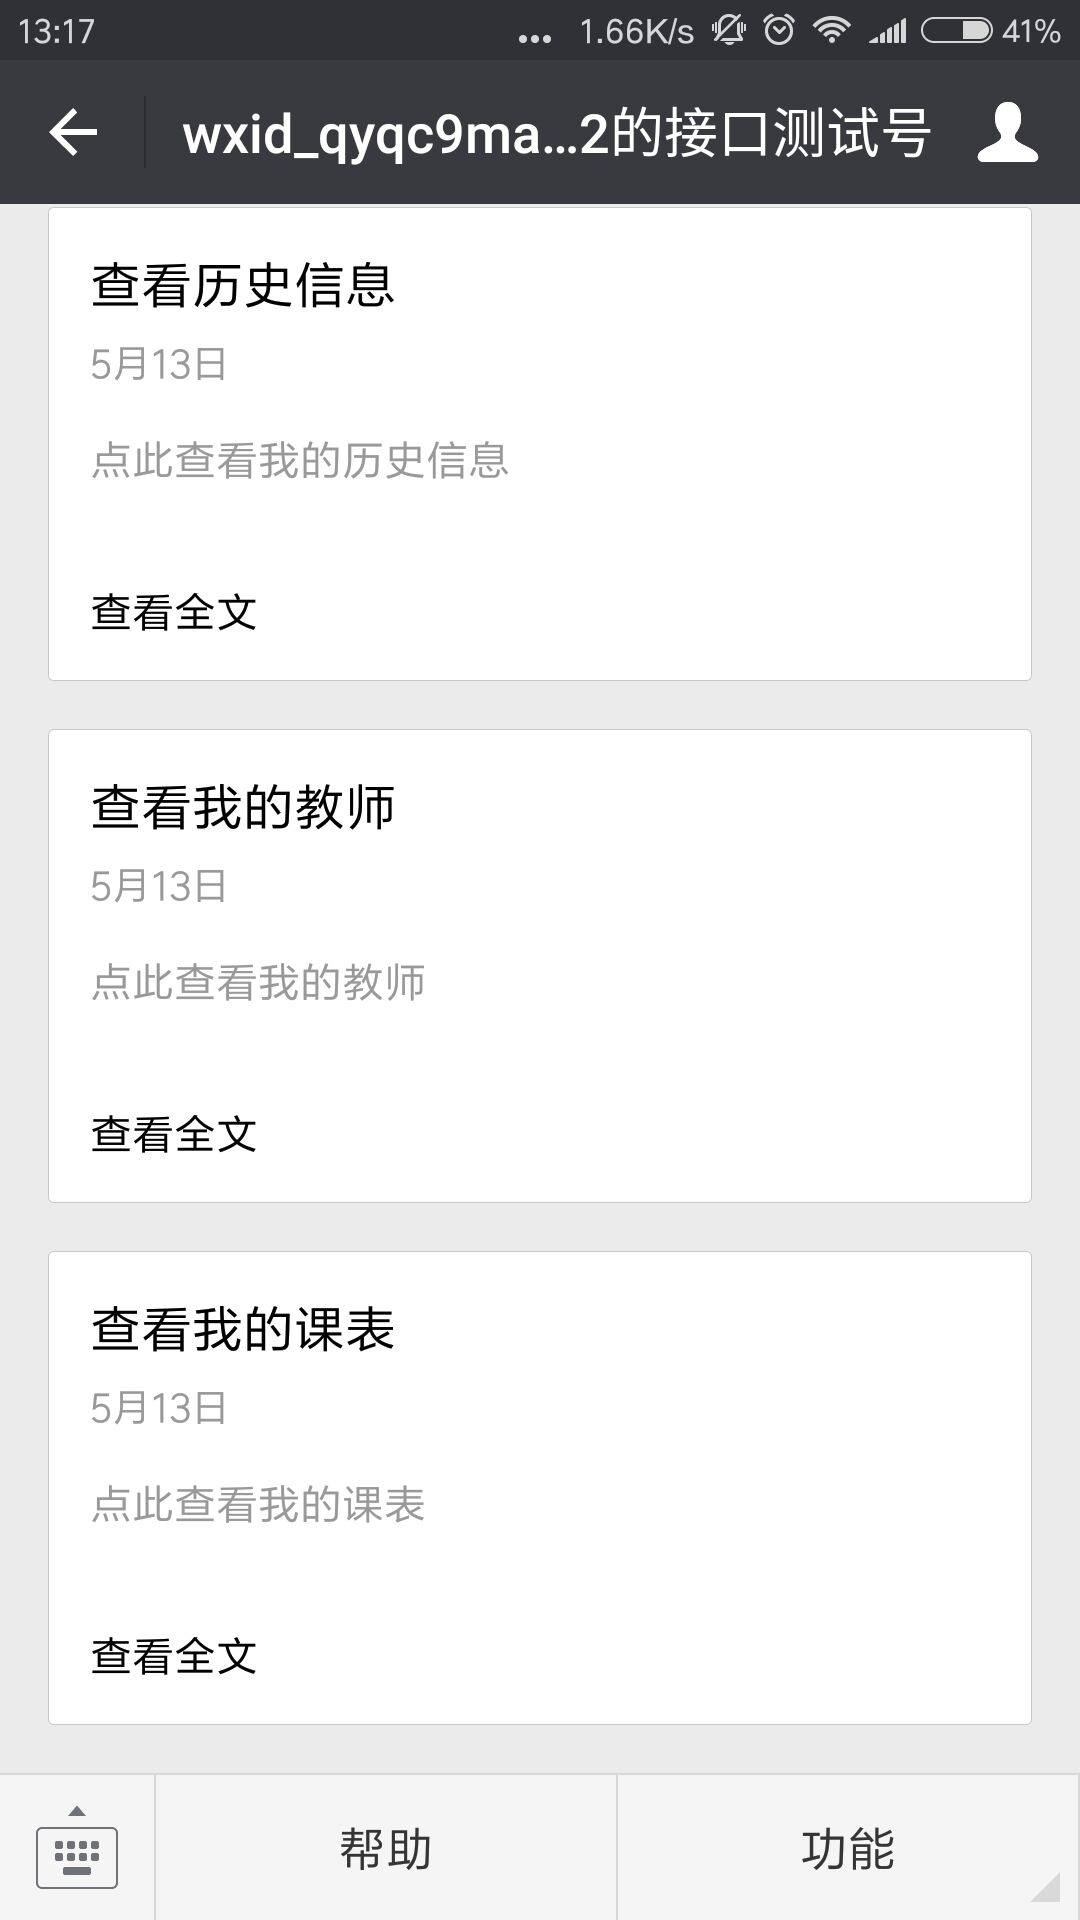 13:17
... 1.66K/s 41%
wxid_qyqc9ma...2的接口测试号
查看历史信息
5月13日
点此查看我的历史信息
查看全文
查看我的教师
5月13日
点此查看我的教师
查看全文
查看我的课表
5月13日
点此查看我的课表
查看全文
帮助
功能